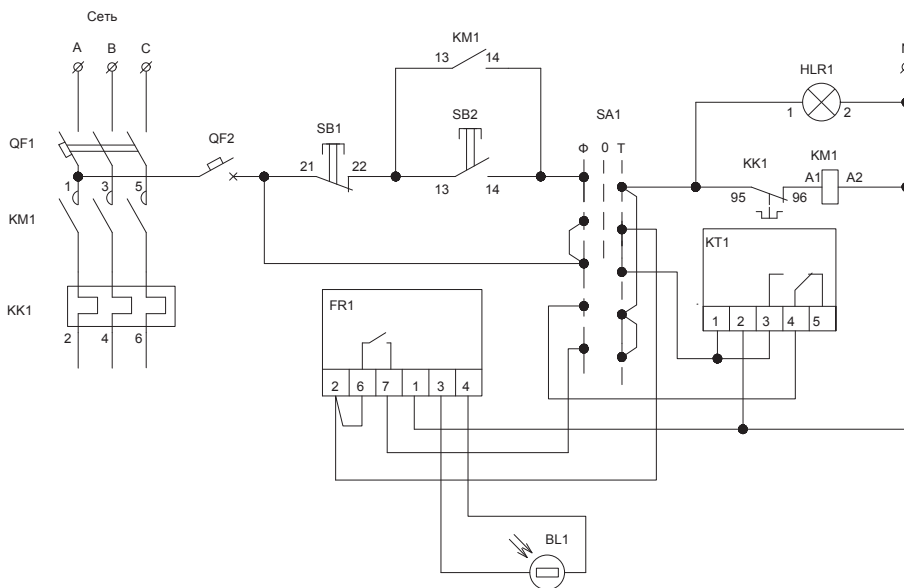 Сеть
A B C
KM1
13 14
N
HLR1
1 2
QF1
QF2
SB1
SB2
SA1
Ф 0 Т
21 22
13 14
KK1
KM1
95 96
A1 A2
1 3 5
KM1
KT1
1 2 3 4 5
KK1
2 4 6
FR1
2 6 7 1 3 4
BL1